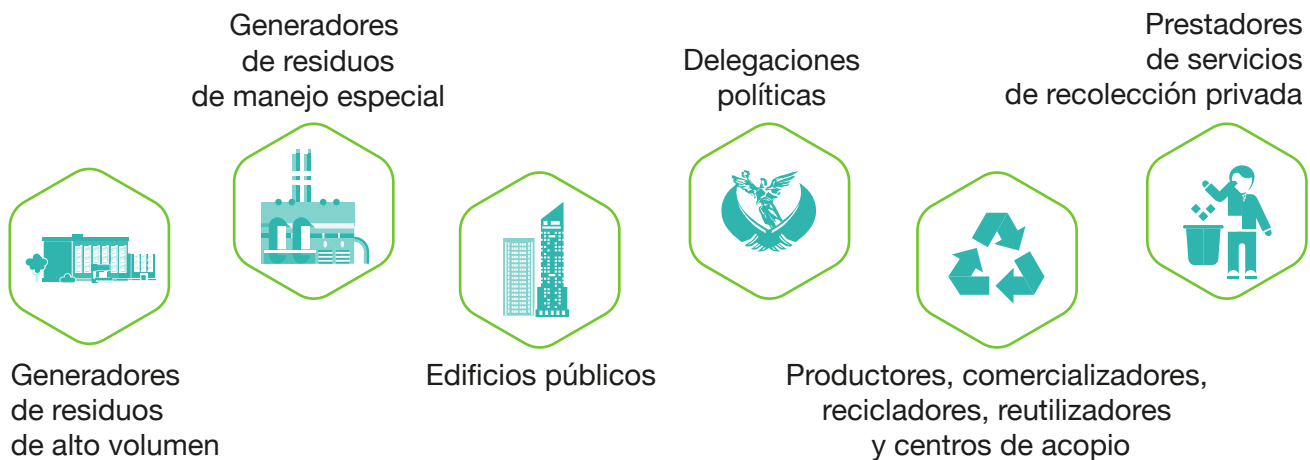 Generadores
de residuos
de alto volumen
Generadores
de residuos
de manejo especial
Edificios públicos
Delegaciones
políticas
Productores, comercializadores,
recicladores, reutilizadores
y centros de acopio
Prestadores
de servicios
de recolección privada